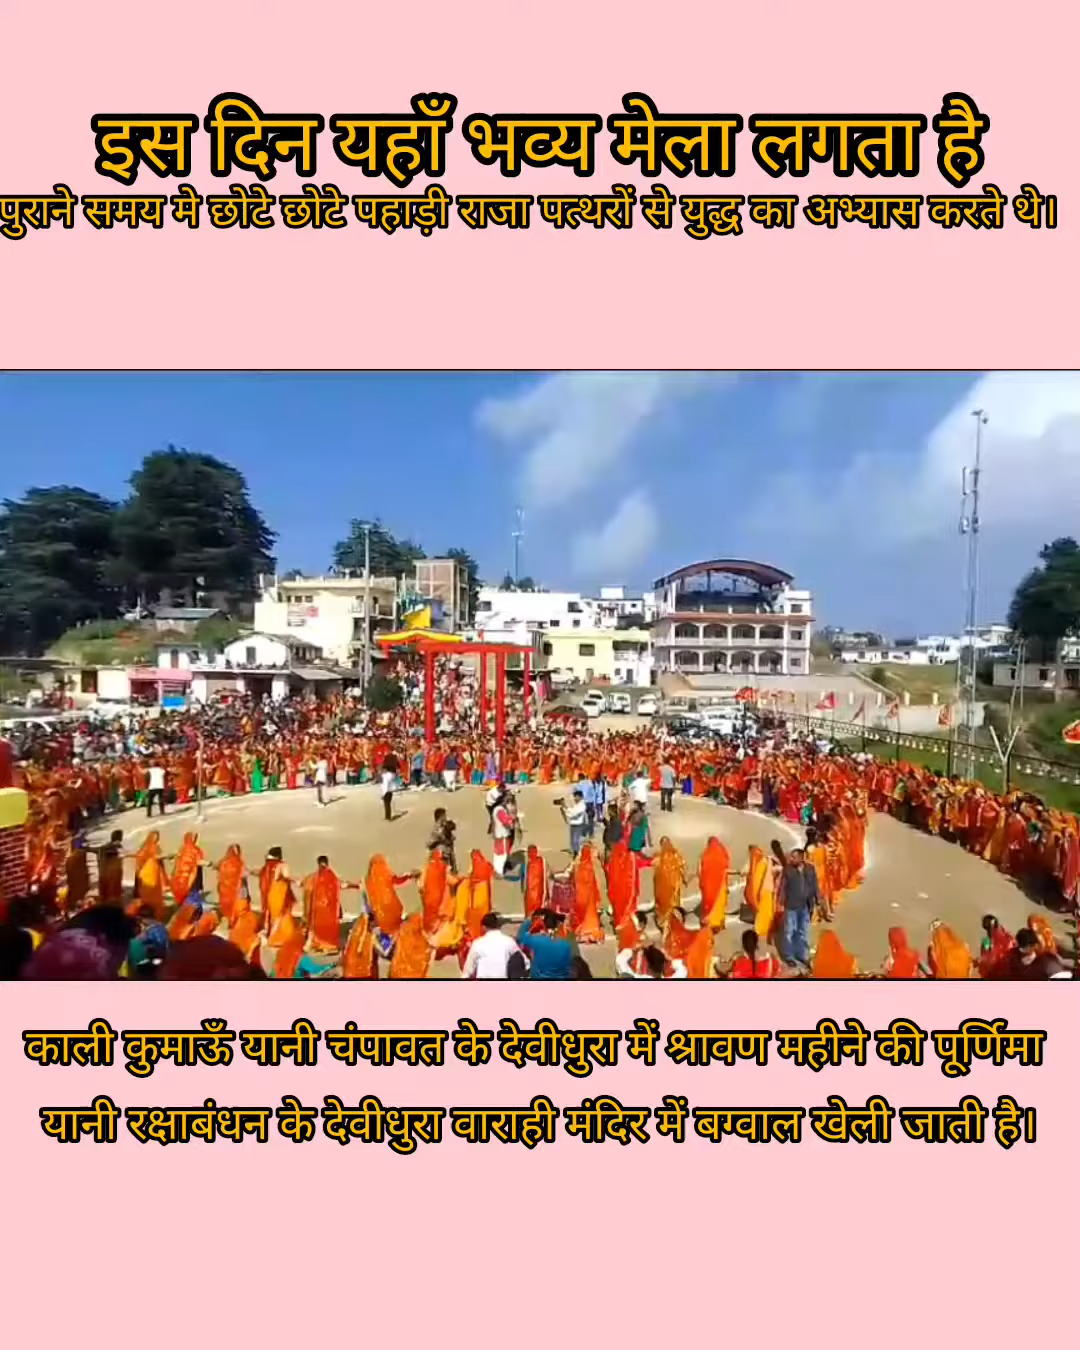 इस दिन यहाँ भव्य मेला लगता है
पुराने समय मे छोटे छोटे पहाड़ी राजा पत्थरों से युद्ध का अभ्यास करते थे।
काली कुमाऊँ यानी चंपावत के देवीधुरा में श्रावण महीने की पूर्णिमा
यानी रक्षाबंधन के देवीधुरा वाराही मंदिर में बग्वाल खेली जाती है।